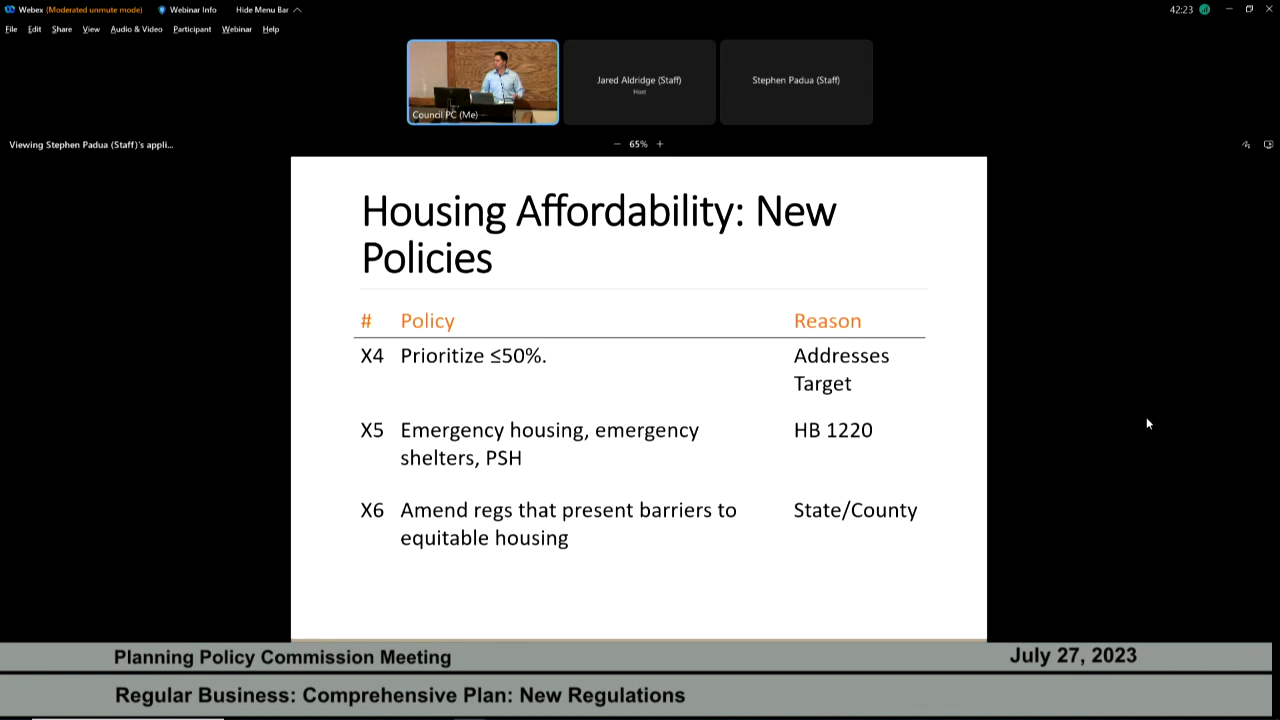 Webex (Moderated unmute mode) Webinar Info Hide Menu Bar 42:23
File Edit Share View Audio & Video Participant Webinar Help
Jared Aldridge (Staff)
Host
Stephen Padua (Staff)
Council PC (Me)
Viewing Stephen Padua (Staff)'s appli...
65%
Housing Affordability: New
Policies
# Policy Reason
X4 Prioritize ≤50%. Addresses
Target
X5 Emergency housing, emergency HB 1220
shelters, PSH
X6 Amend regs that present barriers to State/County
equitable housing
Planning Policy Commission Meeting July 27, 2023
Regular Business: Comprehensive Plan: New Regulations